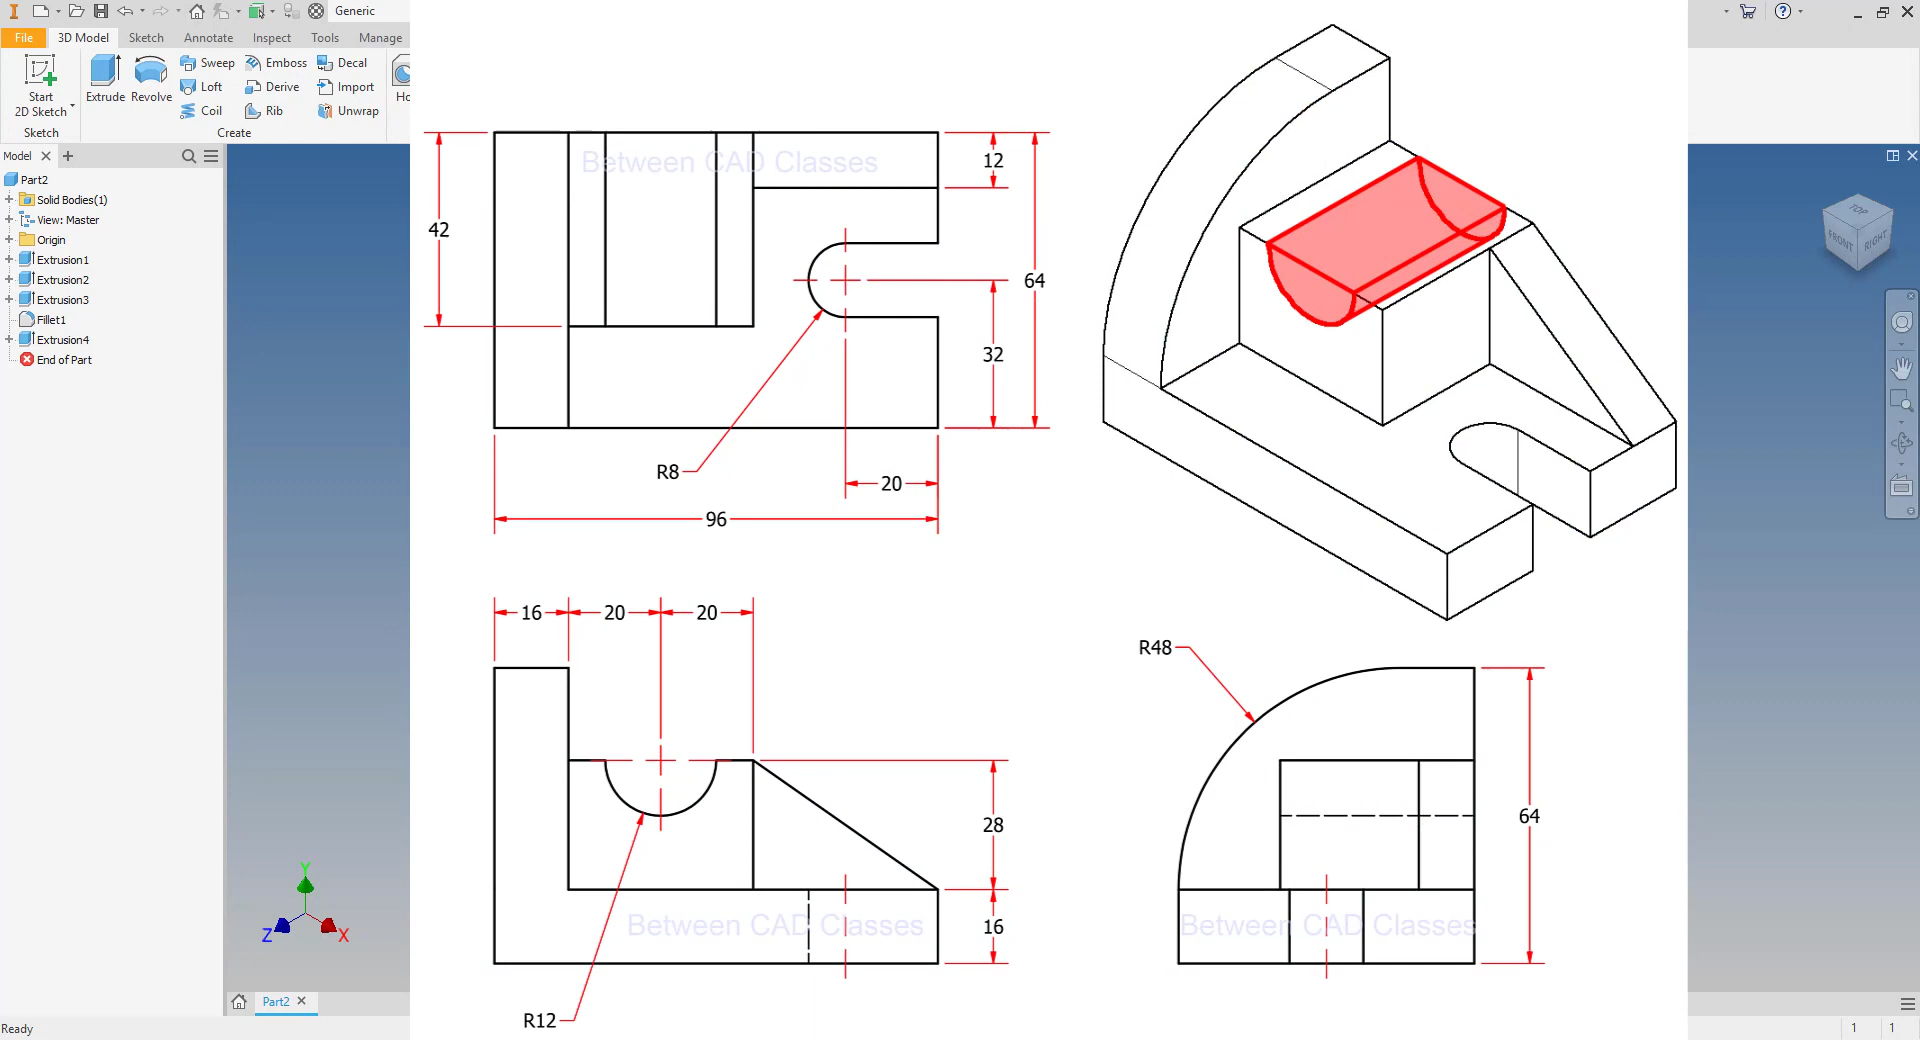 Generic
File 3D Model Sketch Annotate Inspect Tools Manage
Start
2D Sketch
Extrude
Revolve
Sweep
Loft
Coil
Emboss
Derive
Rib
Decal
Import
Unwrap
Ho
Sketch
Create
Model
Part2
Solid Bodies(1)
View: Master
Origin
Extrusion1
Extrusion2
Extrusion3
Fillet1
Extrusion4
End of Part
Between CAD Classes
12
42
64
32
R8
20
96
16 20 20
28
16
R12
Between CAD Classes
R48
64
Between CAD Classes
TOP
FRONT
RIGHT
Y
Z
X
Part2
Ready
1 1